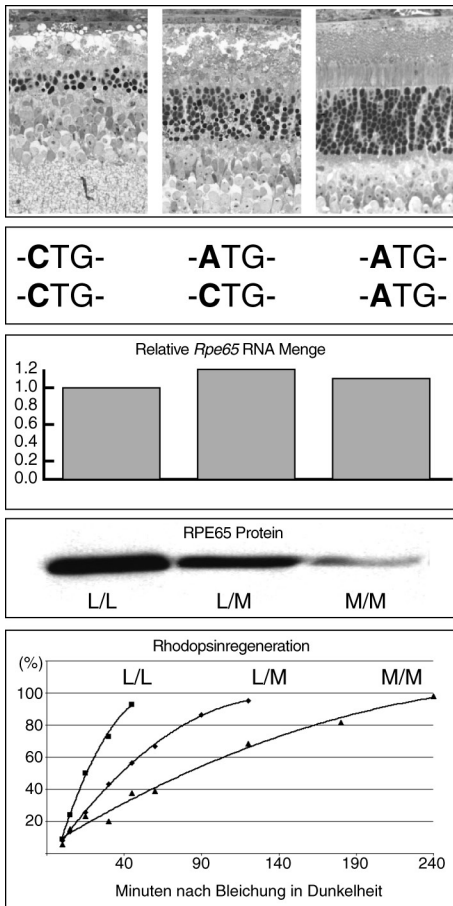 -CTG- -ATG- -ATG-
-CTG- -CTG- -ATG-
Relative Rpe65 RNA Menge
1.2
1.0
0.8
0.6
0.4
0.2
0.0
RPE65 Protein
L/L L/M M/M
Rhodopsinregeneration
(%)
L/L L/M M/M
100
80
60
40
20
40 90 140 190 240
Minuten nach Bleichung in Dunkelheit